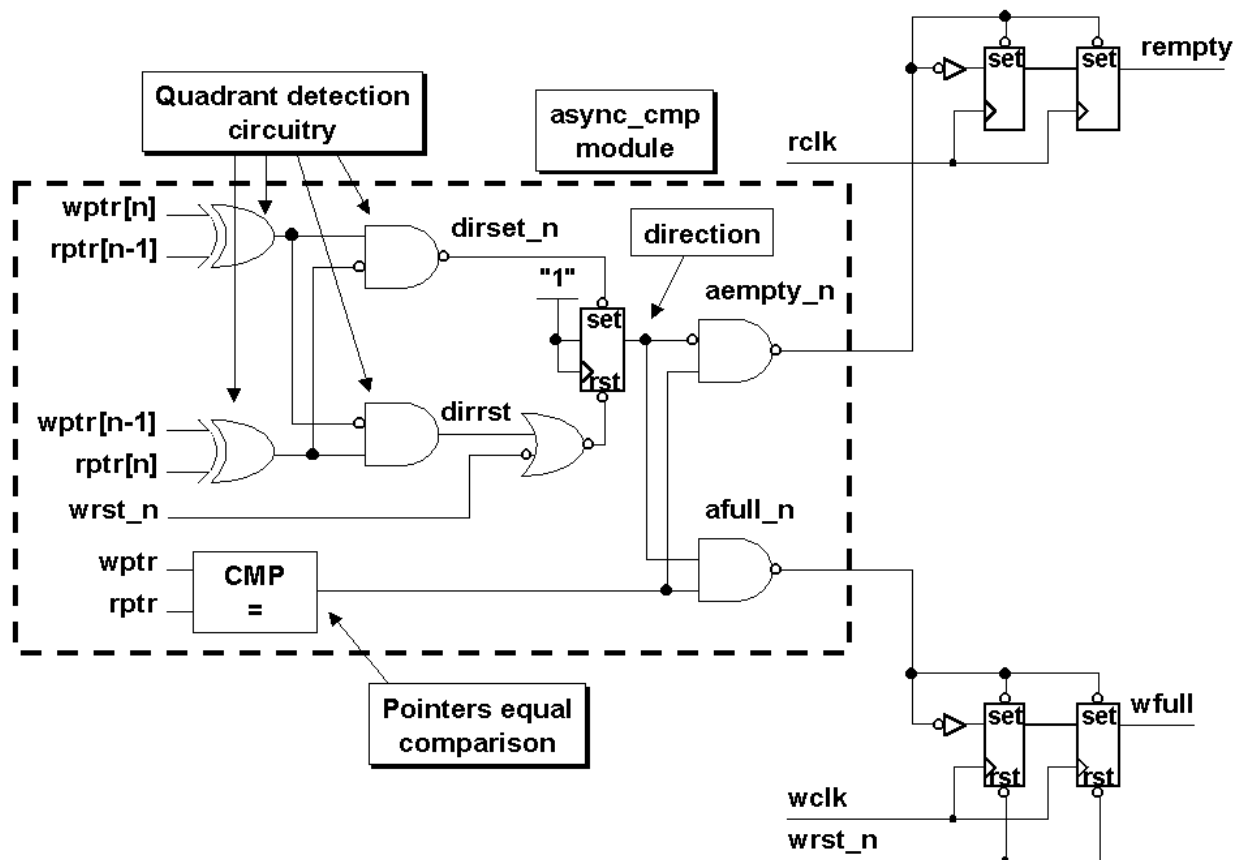 rempty
set
set
Quadrant detection
circuitry
async_cmp
module
rclk
wptr[n]
rptr[n-1]
dirset_n
direction
"1"
aempty_n
set
rst
wptr[n-1]
rptr[n]
dirrst
wrst_n
afull_n
wptr
rptr
CMP
=
Pointers equal
comparison
wfull
set
set
rst
rst
wclk
wrst_n